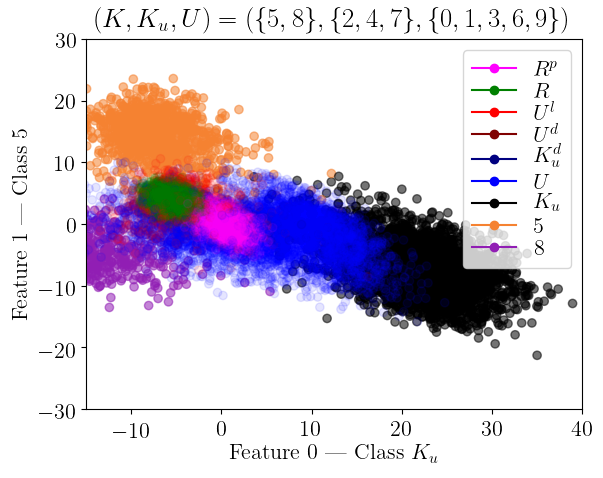 (K, K_u, U) = ({5, 8}, {2, 4, 7}, {0, 1, 3, 6, 9})
30
20
10
0
−10
−20
−30
Feature 1 — Class 5
R^p
R
U^l
U^d
K_u^d
U
K_u
5
8
−10 0 10 20 30 40
Feature 0 — Class K_u